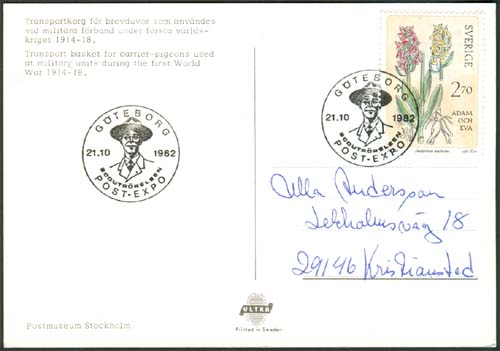 Transportkorg för brevduvor som användes
vid militära förband under första världs-
kriget 1914-18.
Transport basket for carrier-pigeons used
at military units during the first World
War 1914-18.
SVERIGE
2.70
ADAM
OCH
EVA
GÖTEBORG
21.10 1982
SCOUTRÖRELSEN
POST-EXPO
GÖTEBORG
21.10 1982
SCOUTRÖRELSEN
POST-EXPO
Ulla Andersson
18
29146 Kristianstad
ULTRA
Printed in Sweden
Postmuseum Stockholm